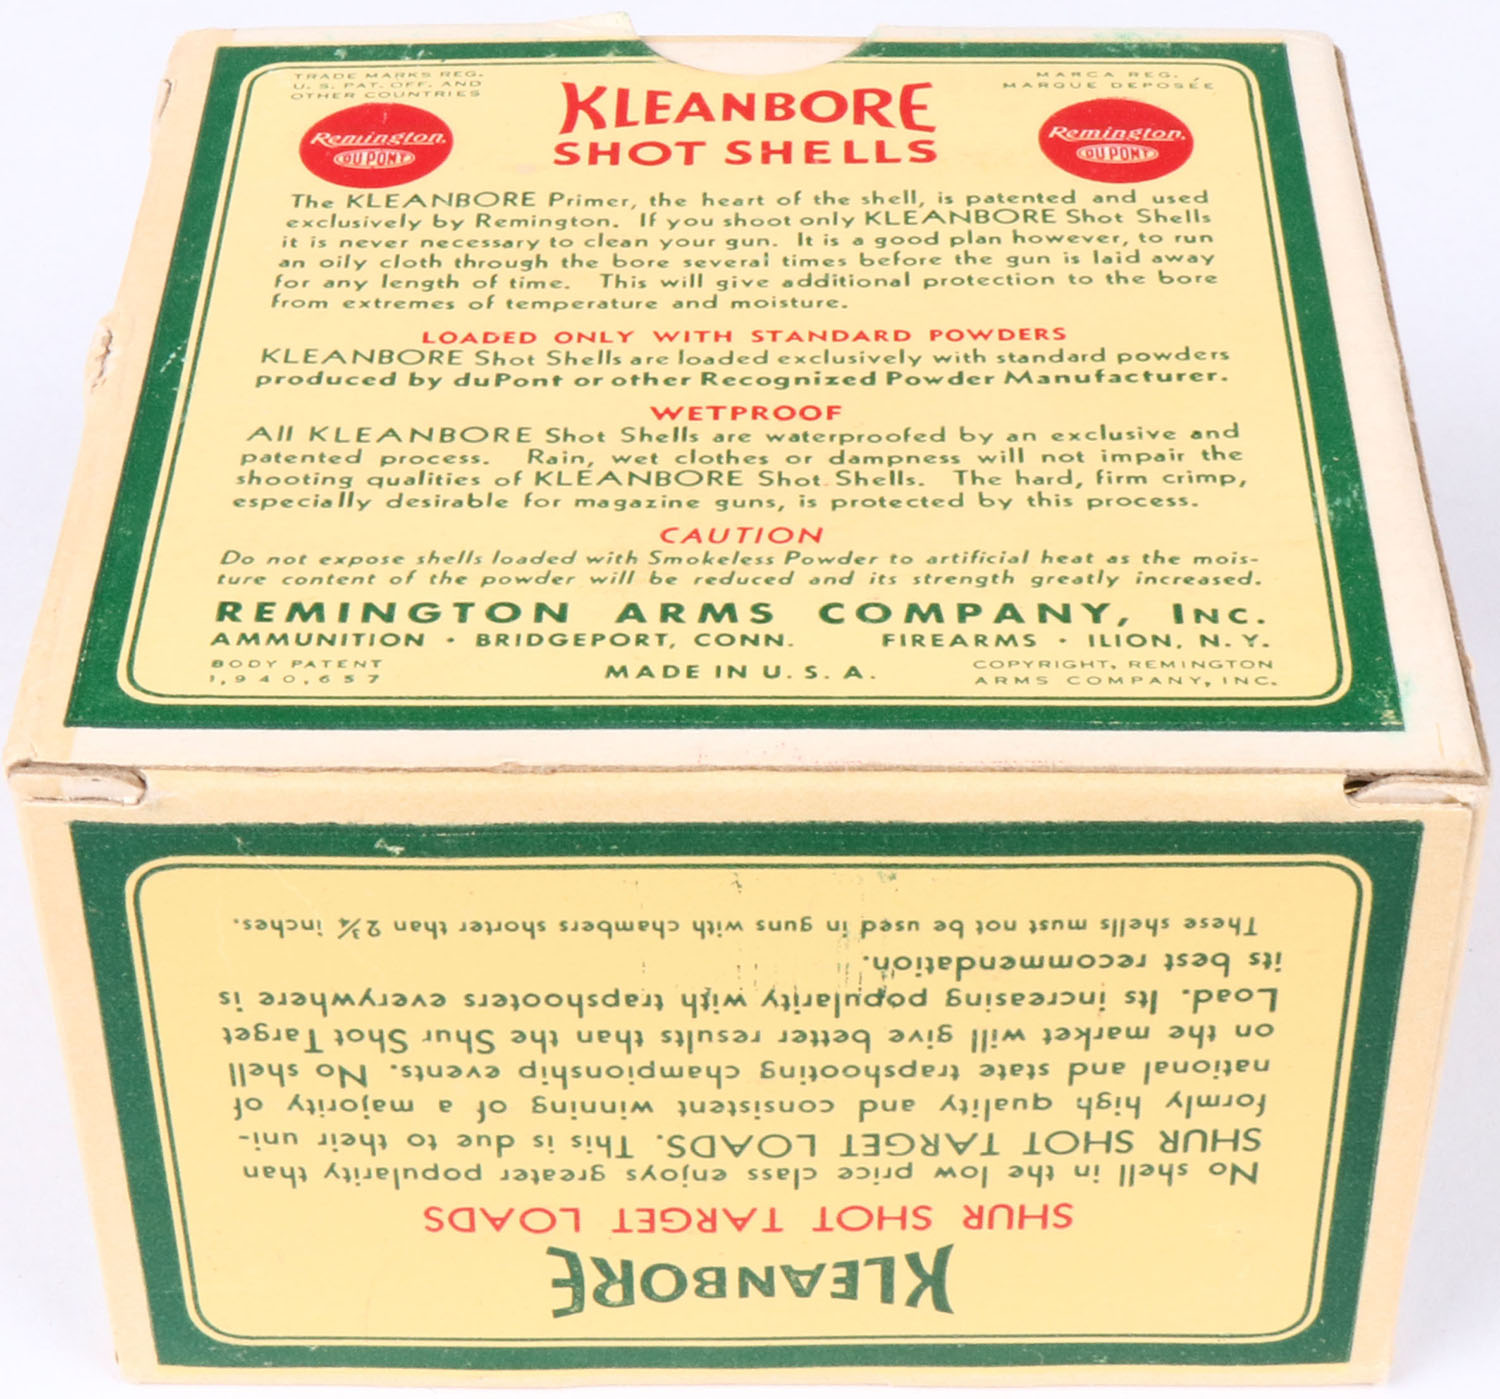 TRADE MARKS REG.
U. S. PAT. OFF. AND
OTHER COUNTRIES
MARCA REG.
MARQUE DEPOSÉE
Remington,
DU PONT
Remington,
DU PONT
KLEANBORE
SHOT SHELLS
The KLEANBORE Primer, the heart of the shell, is patented and used
exclusively by Remington. If you shoot only KLEANBORE Shot Shells
it is never necessary to clean your gun. It is a good plan however, to run
an oily cloth through the bore several times before the gun is laid away
for any length of time. This will give additional protection to the bore
from extremes of temperature and moisture.
LOADED ONLY WITH STANDARD POWDERS
KLEANBORE Shot Shells are loaded exclusively with standard powders
produced by duPont or other Recognized Powder Manufacturer.
WETPROOF
All KLEANBORE Shot Shells are waterproofed by an exclusive and
patented process. Rain, wet clothes or dampness will not impair the
shooting qualities of KLEANBORE Shot Shells. The hard, firm crimp,
especially desirable for magazine guns, is protected by this process.
CAUTION
Do not expose shells loaded with Smokeless Powder to artificial heat as the mois-
ture content of the powder will be reduced and its strength greatly increased.
REMINGTON ARMS COMPANY, INC.
AMMUNITION • BRIDGEPORT, CONN. FIREARMS • ILION, N. Y.
BODY PATENT
1,940,657
MADE IN U. S. A.
COPYRIGHT, REMINGTON
ARMS COMPANY, INC.
KLEANBORE
SHUR SHOT TARGET LOADS
No shell in the low price class enjoys greater popularity than
SHUR SHOT TARGET LOADS. This is due to their uni-
formly high quality and consistent winning of a majority of
national and state trapshooting championship events. No shell
on the market will give better results than the Shur Shot Target
Load. Its increasing popularity with trapshooters everywhere is
its best recommendation.
These shells must not be used in guns with chambers shorter than 2¾ inches.